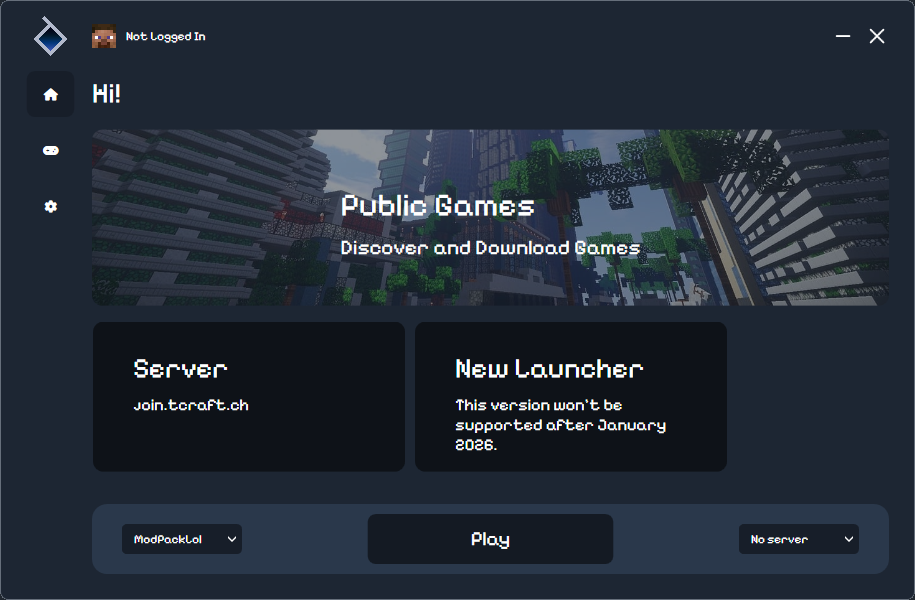 Not Logged In
Hi!
Public Games
Discover and Download Games
Server
join.tcraft.ch
New Launcher
This version won't be
supported after January
2026.
ModPackLol
Play
No server